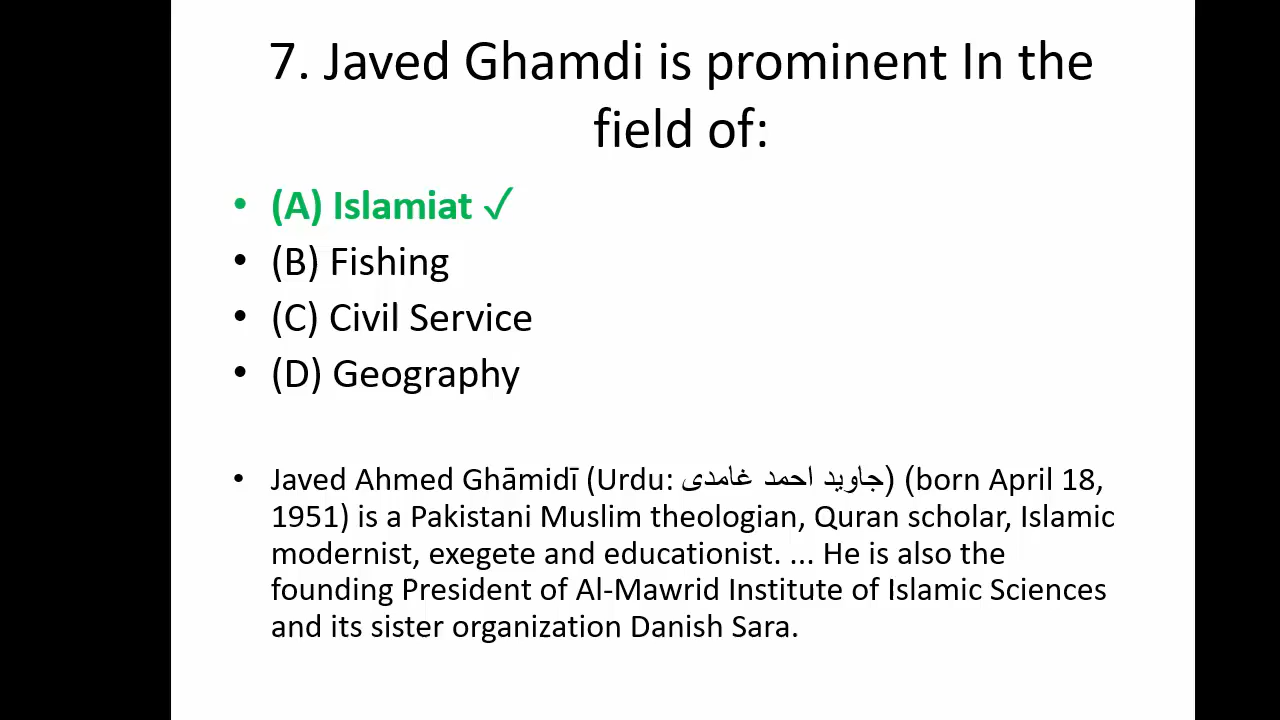 7. Javed Ghamdi is prominent In the
field of:
• (A) Islamiat ✓
• (B) Fishing
• (C) Civil Service
• (D) Geography
• Javed Ahmed Ghāmidī (Urdu: جاوید احمد غامدی) (born April 18,
1951) is a Pakistani Muslim theologian, Quran scholar, Islamic
modernist, exegete and educationist. ... He is also the
founding President of Al-Mawrid Institute of Islamic Sciences
and its sister organization Danish Sara.